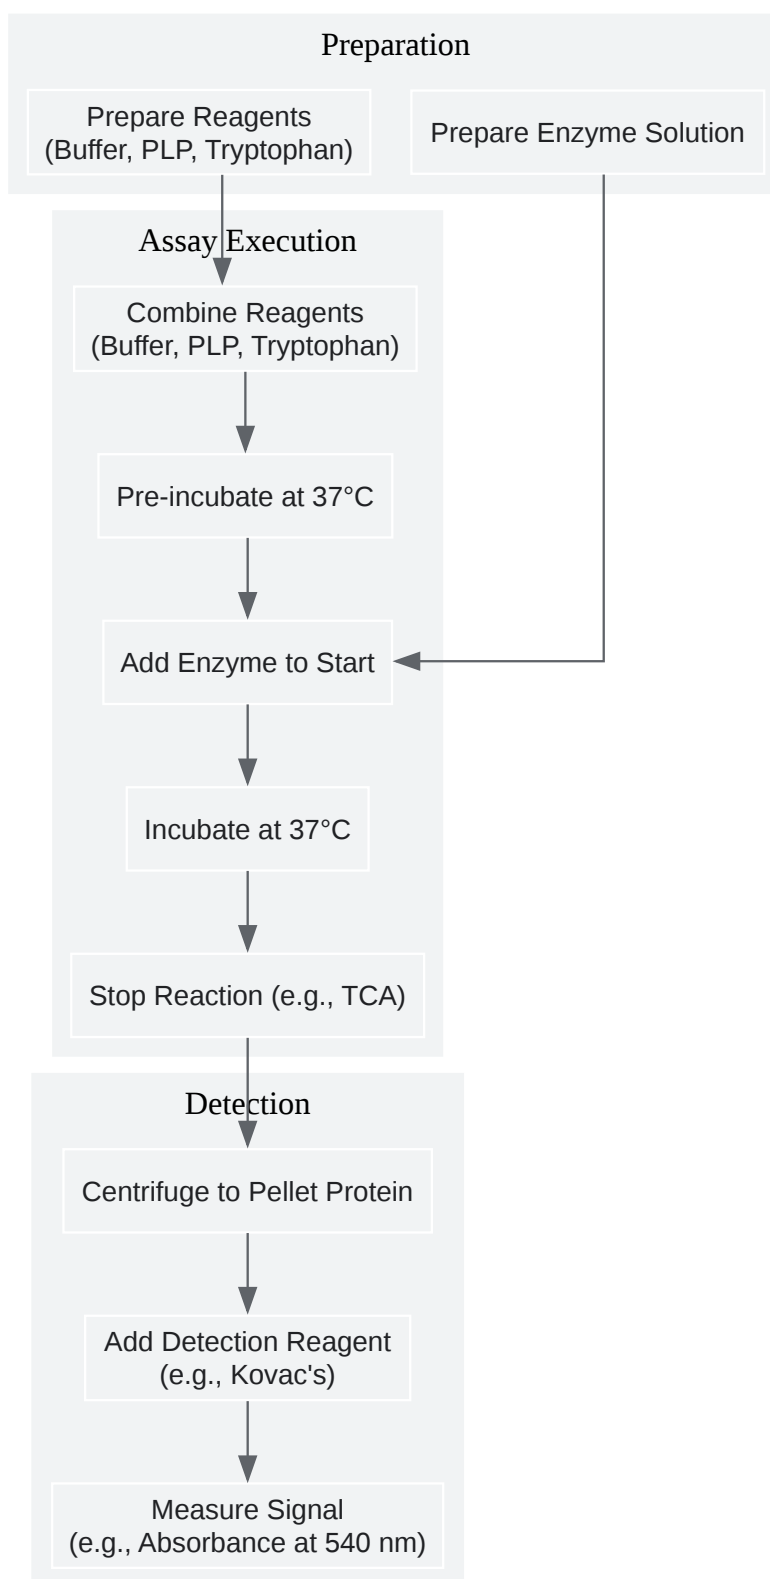 Preparation
Prepare Reagents
(Buffer, PLP, Tryptophan)
Prepare Enzyme Solution
Assay Execution
Combine Reagents
(Buffer, PLP, Tryptophan)
Pre-incubate at 37°C
Add Enzyme to Start
Incubate at 37°C
Stop Reaction (e.g., TCA)
Detection
Centrifuge to Pellet Protein
Add Detection Reagent
(e.g., Kovac's)
Measure Signal
(e.g., Absorbance at 540 nm)